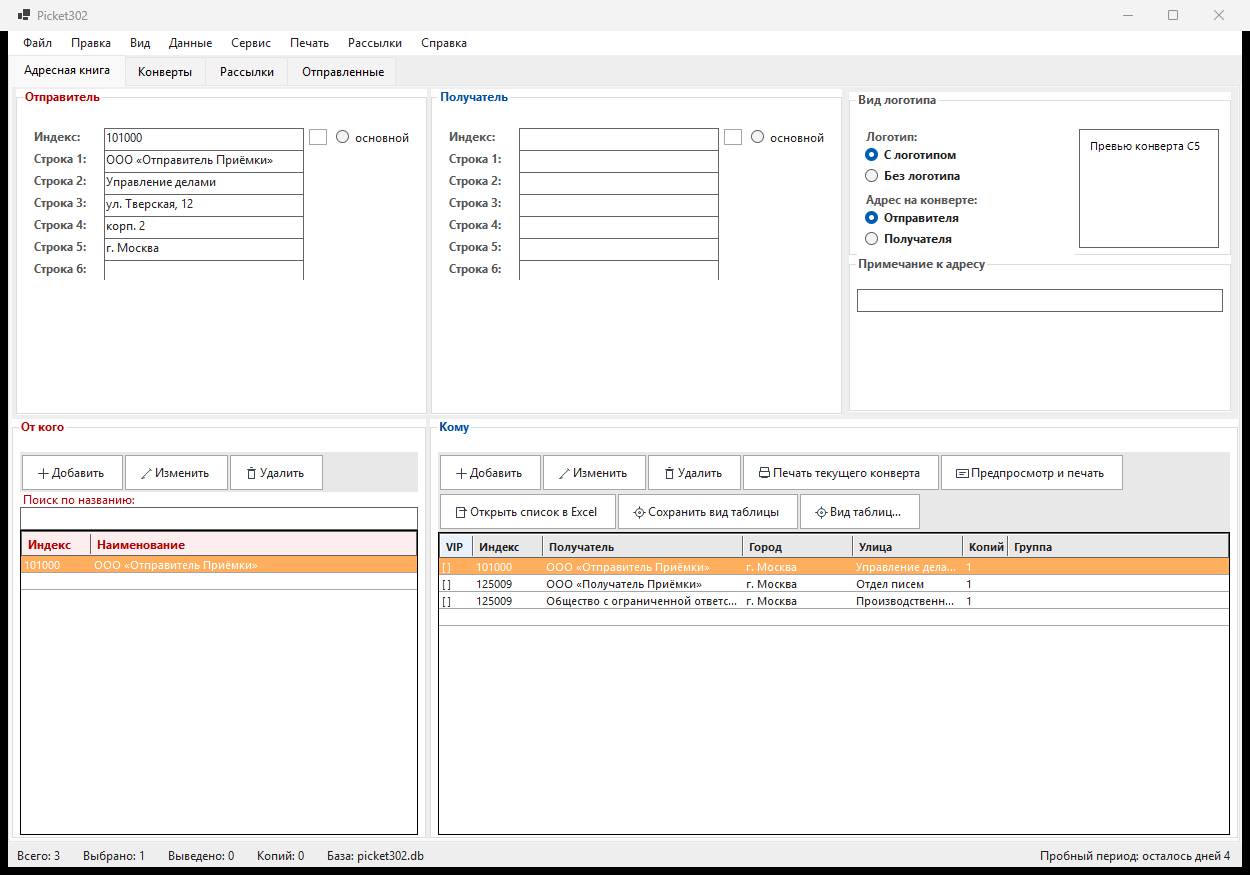 Picket302
Файл Правка Вид Данные Сервис Печать Рассылки Справка
Адресная книга Конверты Рассылки Отправленные
Отправитель
Индекс: 101000 основной
Строка 1: ООО «Отправитель Приёмки»
Строка 2: Управление делами
Строка 3: ул. Тверская, 12
Строка 4: корп. 2
Строка 5: г. Москва
Строка 6:
Получатель
Индекс: основной
Строка 1:
Строка 2:
Строка 3:
Строка 4:
Строка 5:
Строка 6:
Вид логотипа
Логотип:
С логотипом
Без логотипа
Адрес на конверте:
Отправителя
Получателя
Превью конверта C5
Примечание к адресу
От кого
Добавить Изменить Удалить
Поиск по названию:
Индекс Наименование
101000 ООО «Отправитель Приёмки»
Кому
Добавить Изменить Удалить Печать текущего конверта Предпросмотр и печать
Открыть список в Excel Сохранить вид таблицы Вид таблиц...
VIP Индекс Получатель Город Улица Копий Группа
[ ] 101000 ООО «Отправитель Приёмки» г. Москва Управление дела... 1
[ ] 125009 ООО «Получатель Приёмки» г. Москва Отдел писем 1
[ ] 125009 Общество с ограниченной ответс... г. Москва Производственн... 1
Всего: 3 Выбрано: 1 Выведено: 0 Копий: 0 База: picket302.db Пробный период: осталось дней 4